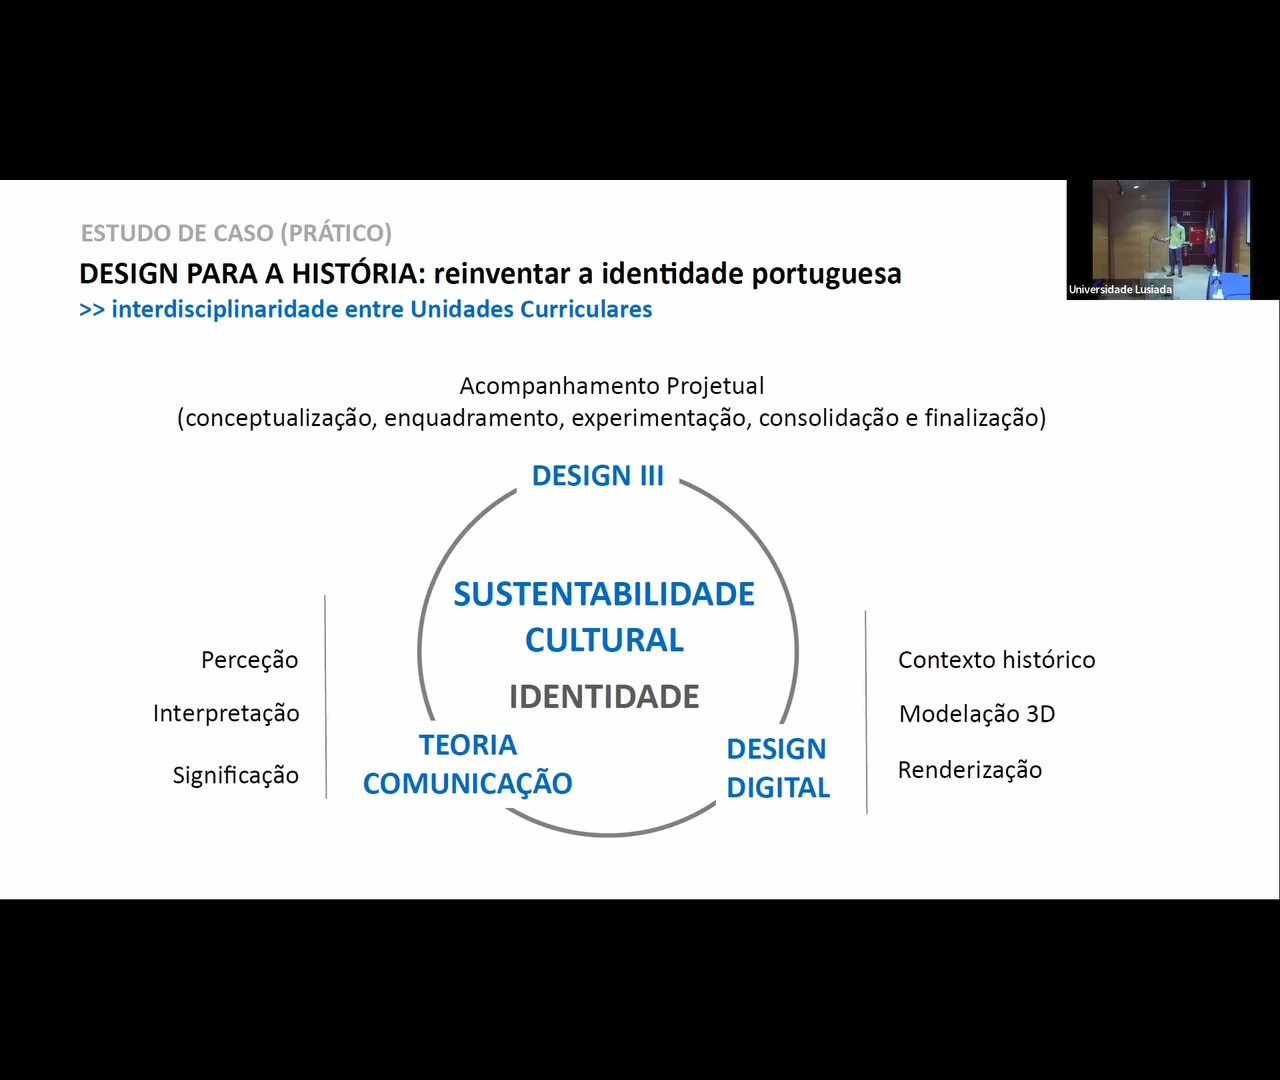 ESTUDO DE CASO (PRÁTICO)
DESIGN PARA A HISTÓRIA: reinventar a identidade portuguesa
>> interdisciplinaridade entre Unidades Curriculares
Universidade Lusiada
Acompanhamento Projetual
(conceptualização, enquadramento, experimentação, consolidação e finalização)
DESIGN III
SUSTENTABILIDADE
CULTURAL
IDENTIDADE
Perceção
Interpretação
Significação
TEORIA
COMUNICAÇÃO
DESIGN
DIGITAL
Contexto histórico
Modelação 3D
Renderização